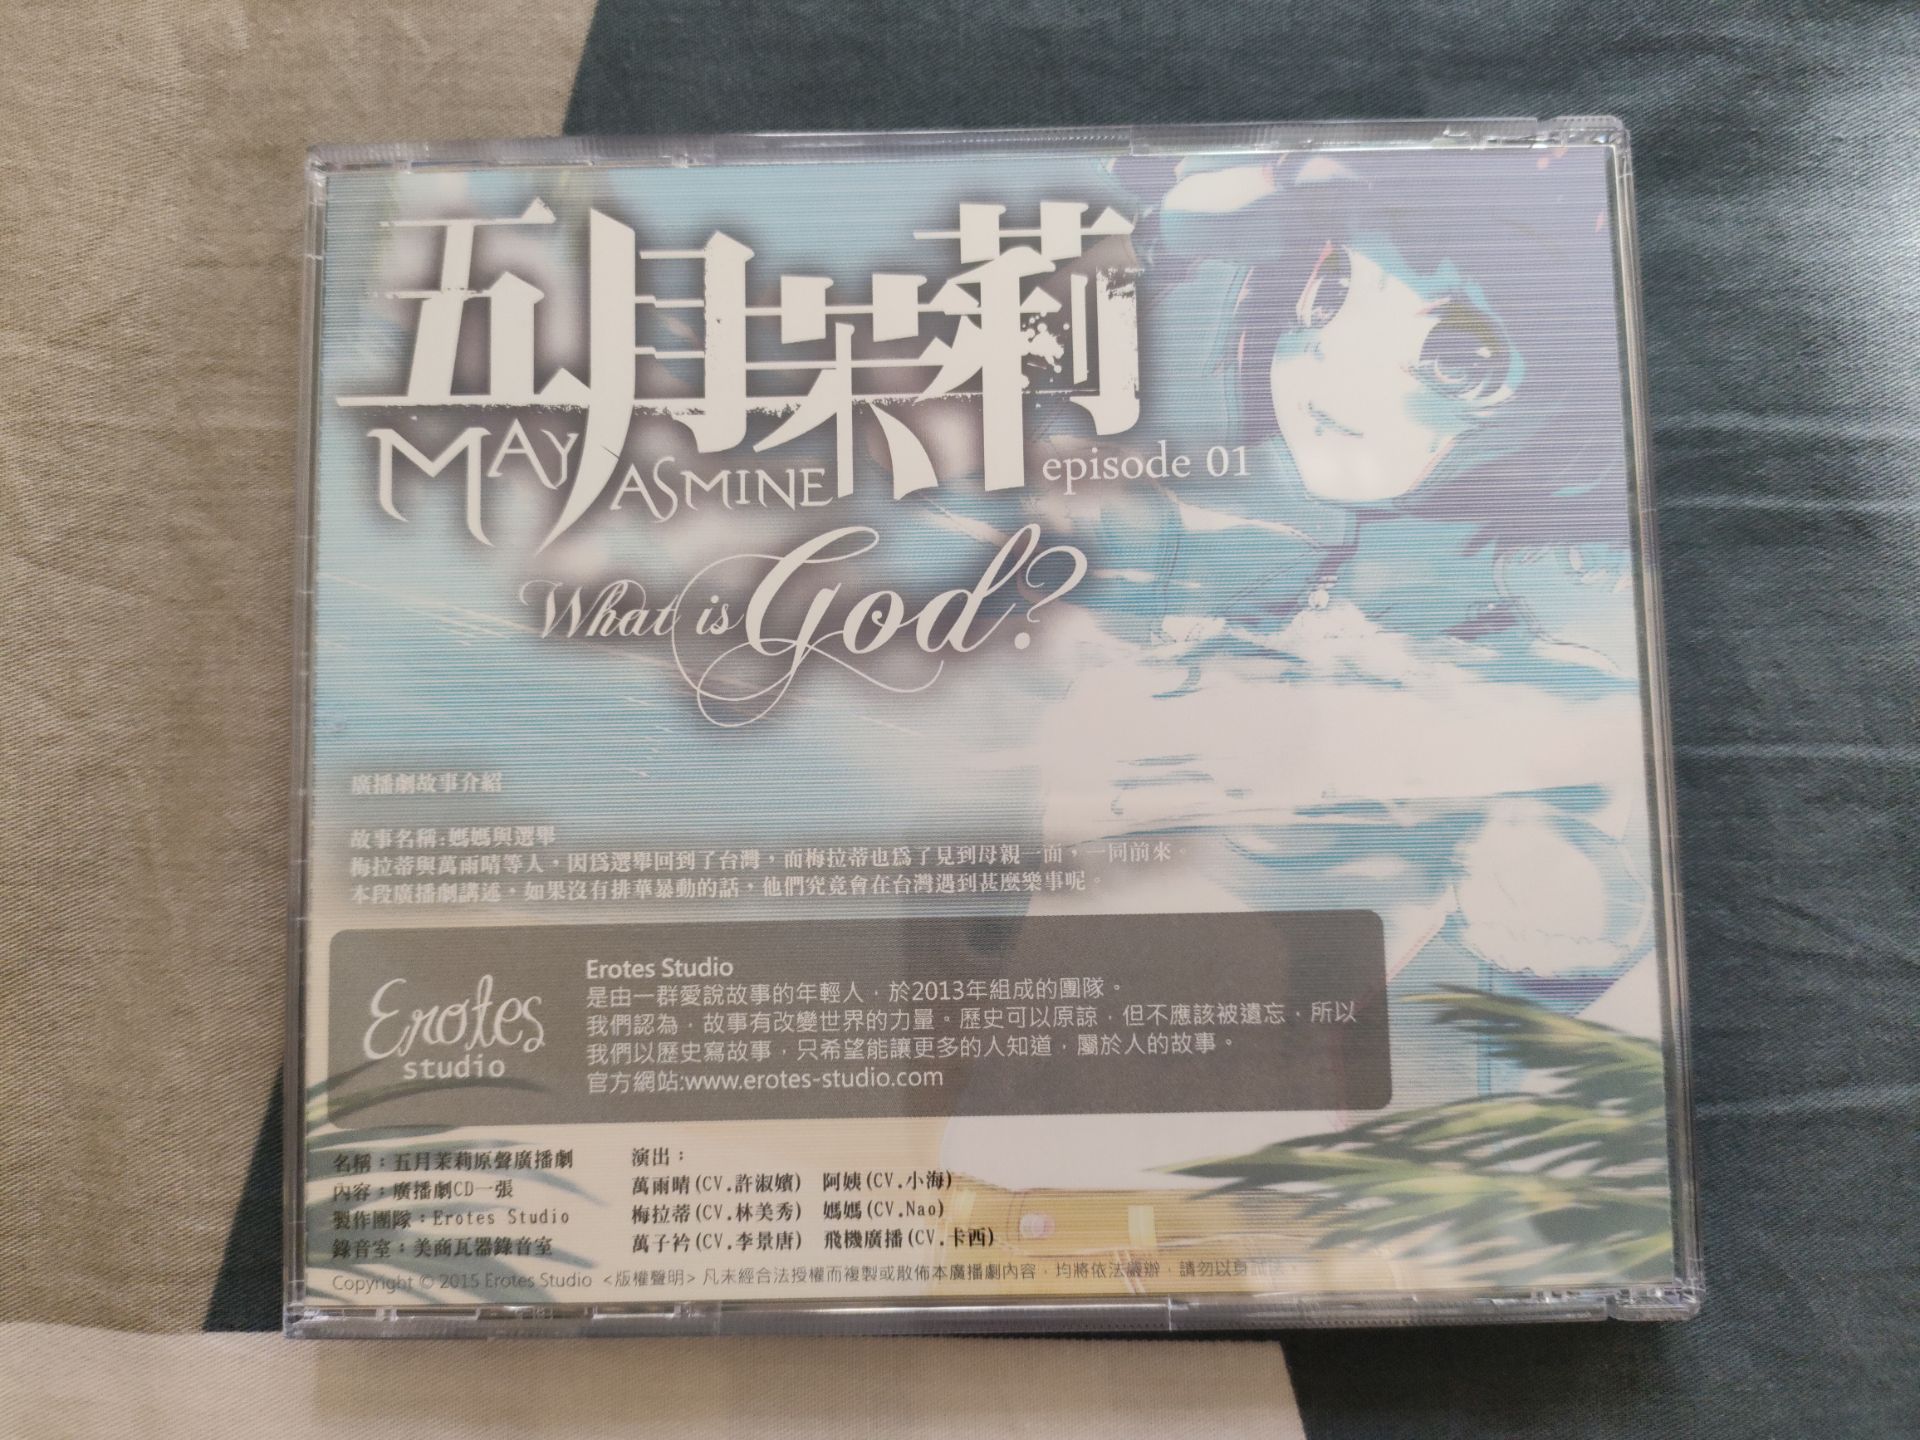 五月茉莉
MAY JASMINE
episode 01
What is God?
廣播劇故事介紹
故事名稱:媽媽與選舉
梅拉蒂與萬雨晴等人，因為選舉回到了台灣，而梅拉蒂也為了見到母親一面，一同前來。
本段廣播劇講述，如果沒有排華暴動的話，他們究竟會在台灣遇到甚麼樂事呢。
Erotes
studio
Erotes Studio
是由一群愛說故事的年輕人，於2013年組成的團隊。
我們認為，故事有改變世界的力量。歷史可以原諒，但不應該被遺忘，所以
我們以歷史寫故事，只希望能讓更多的人知道，屬於人的故事。
官方網站:www.erotes-studio.com
名稱：五月茉莉原聲廣播劇
內容：廣播劇CD一張
製作團隊：Erotes Studio
錄音室：美商瓦器錄音室
演出：
萬雨晴(CV.許淑嬪) 阿姨(CV.小海)
梅拉蒂(CV.林美秀) 媽媽(CV.Nao)
萬子衿(CV.李景唐) 飛機廣播(CV.卡西)
Copyright © 2015 Erotes Studio <版權聲明> 凡未經合法授權而複製或散佈本廣播劇內容，均將依法嚴辦，請勿以身試法。